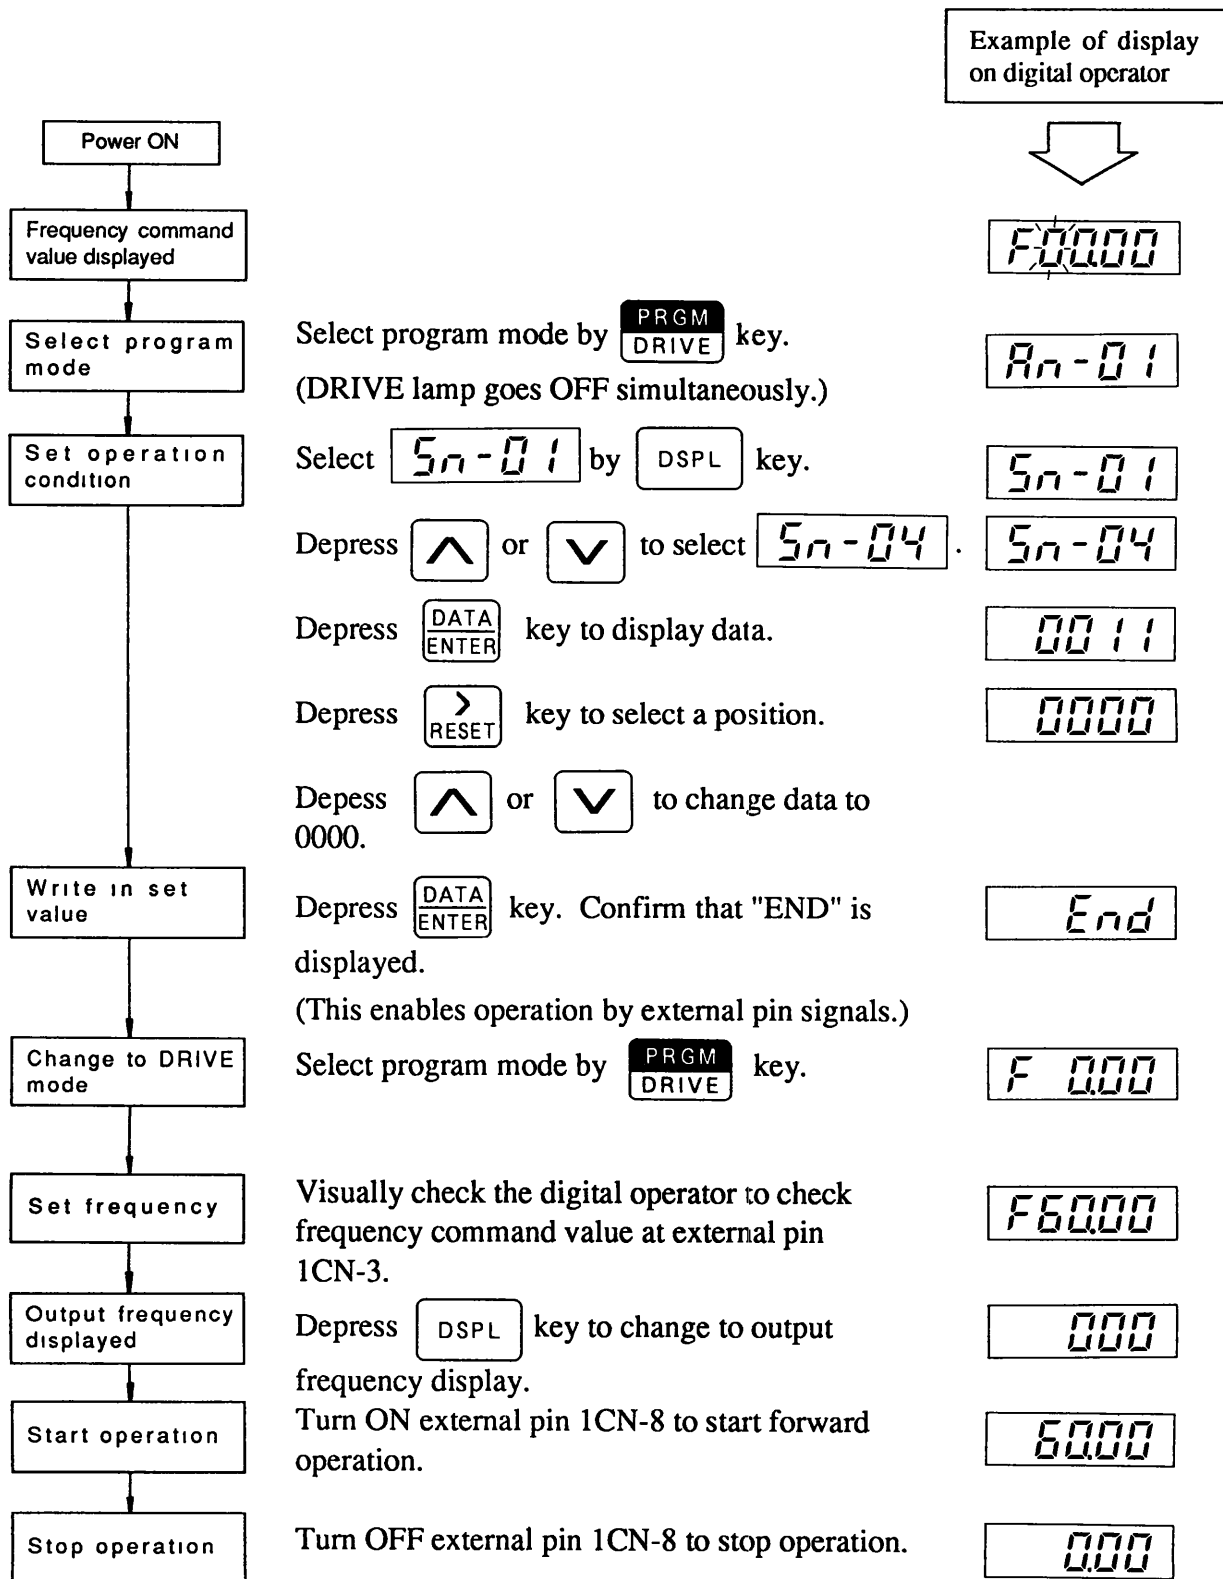 Example of display
on digital operator
Power ON
Frequency command
value displayed
F00.00
Select program
mode
Select program mode by PRGM DRIVE key.
(DRIVE lamp goes OFF simultaneously.)
An-01
Set operation
condition
Select Sn-01 by DSPL key.
Sn-01
Depress ∧ or ∨ to select Sn-04.
Sn-04
Depress DATA ENTER key to display data.
0011
Depress > RESET key to select a position.
0000
Depess ∧ or ∨ to change data to
0000.
Write in set
value
Depress DATA ENTER key. Confirm that "END" is
displayed.
(This enables operation by external pin signals.)
End
Change to DRIVE
mode
Select program mode by PRGM DRIVE key.
F 0.00
Set frequency
Visually check the digital operator to check
frequency command value at external pin
1CN-3.
F60.00
Output frequency
displayed
Depress DSPL key to change to output
frequency display.
000
Start operation
Turn ON external pin 1CN-8 to start forward
operation.
60.00
Stop operation
Turn OFF external pin 1CN-8 to stop operation.
0.00